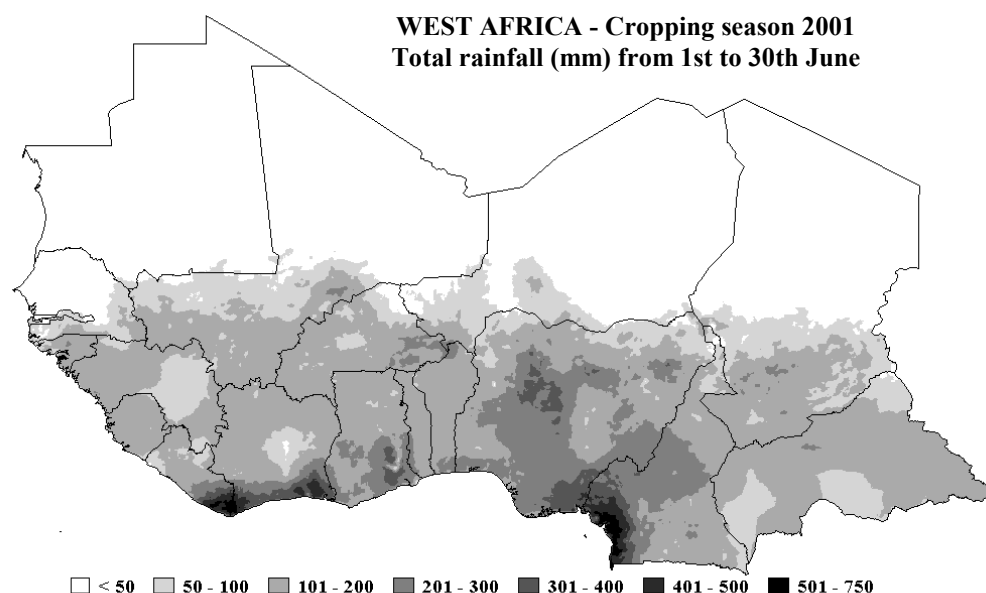 WEST AFRICA - Cropping season 2001
Total rainfall (mm) from 1st to 30th June
< 50 50 - 100 101 - 200 201 - 300 301 - 400 401 - 500 501 - 750